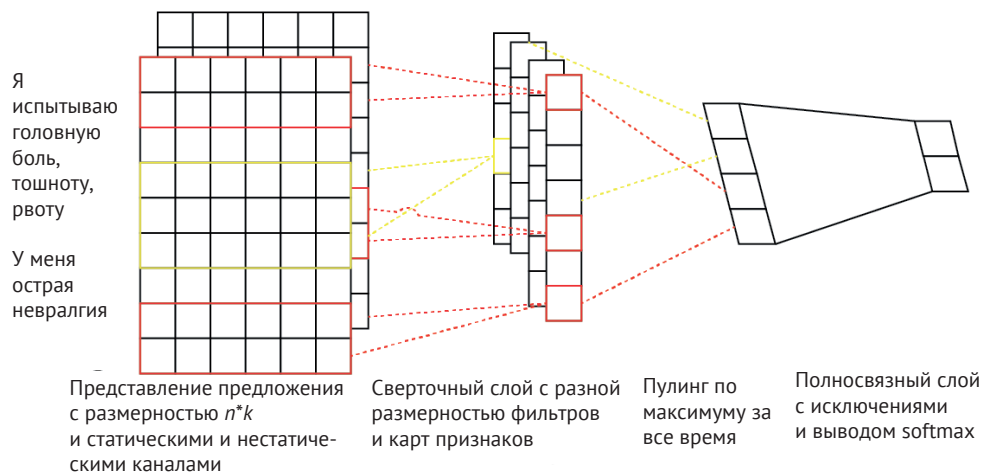 Я
испытываю
головную
боль,
тошноту,
рвоту
У меня
острая
невралгия
Представление предложения
с размерностью n*k
и статическими и нестатиче-
скими каналами
Сверточный слой с разной
размерностью фильтров
и карт признаков
Пулинг по
максимуму за
все время
Полносвязный слой
с исключениями
и выводом softmax